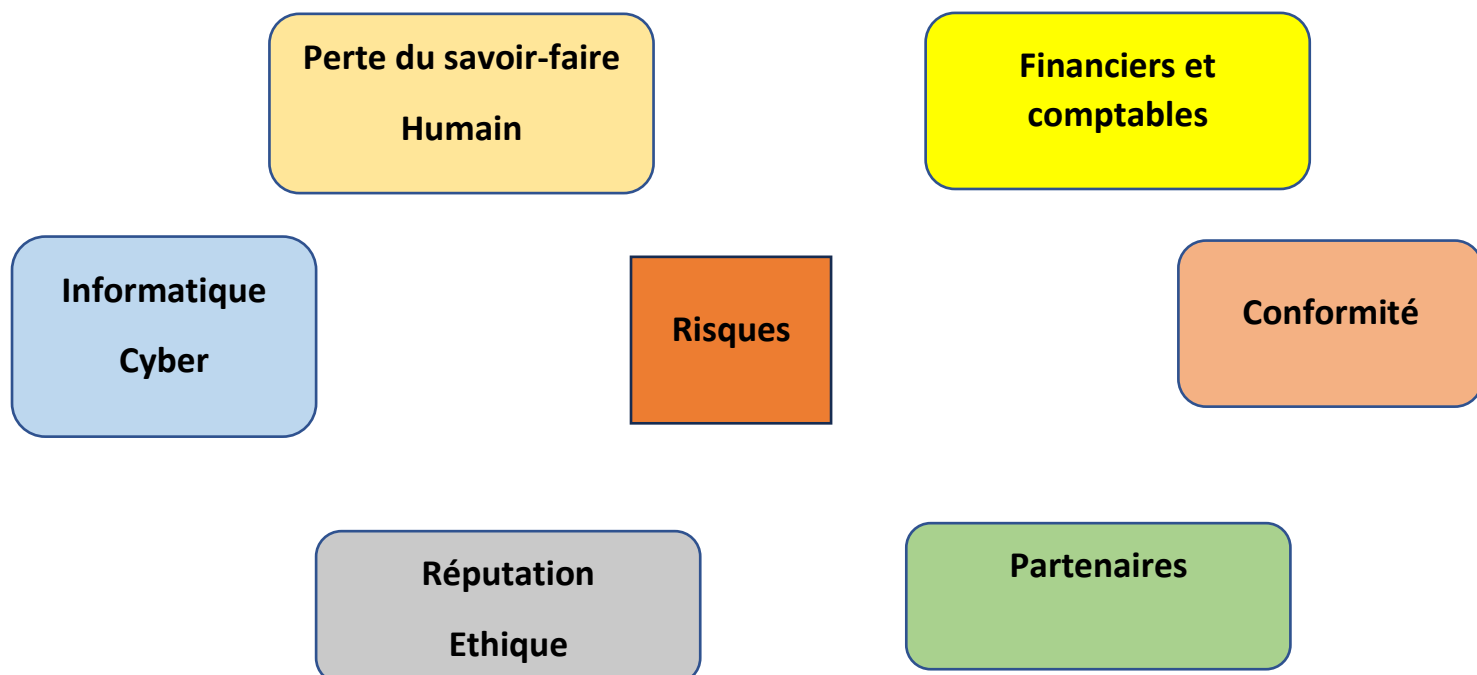 Perte du savoir-faire
Humain
Financiers et
comptables
Informatique
Cyber
Risques
Conformité
Réputation
Ethique
Partenaires